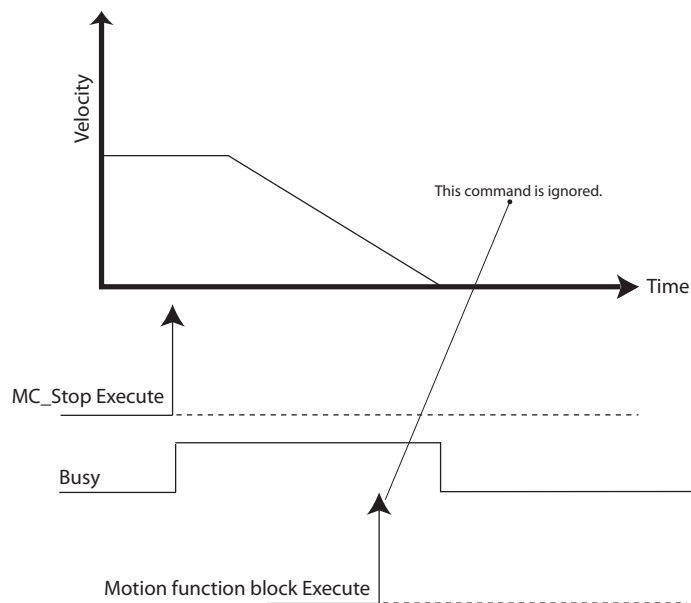 Velocity
This command is ignored.
Time
MC_Stop Execute
Busy
Motion function block Execute